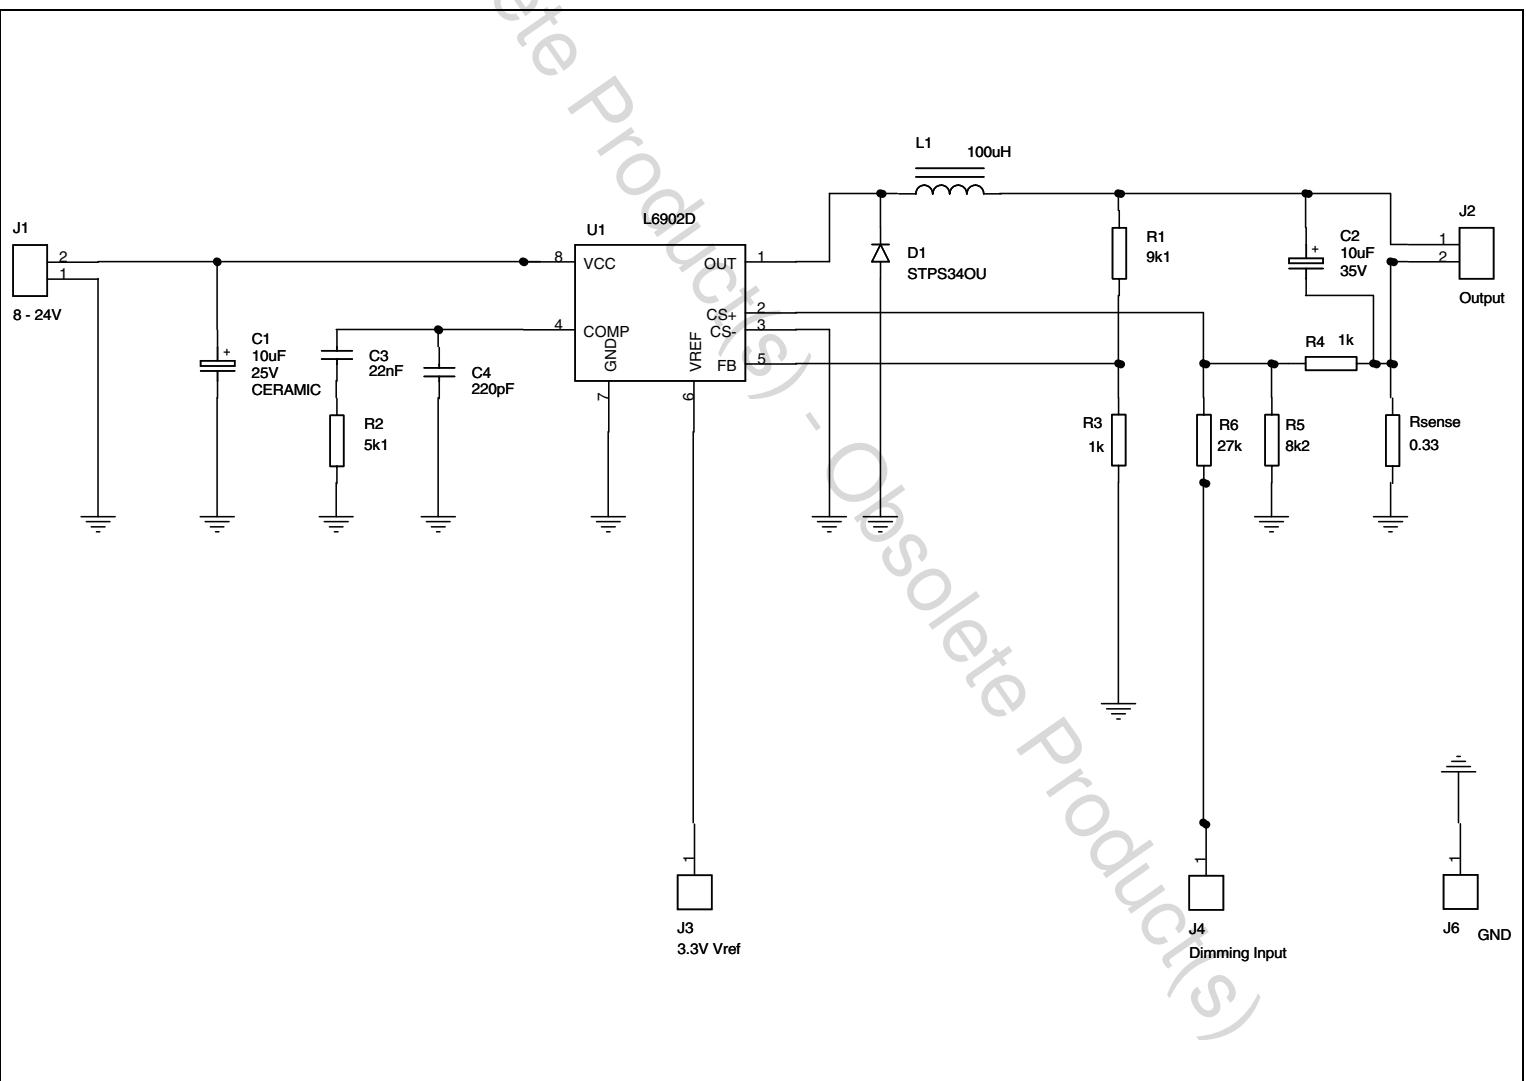 ete Product(s) - Obsolete Product(s)
L1
100uH
J1
2
1
8 - 24V
U1
L6902D
8
VCC
OUT
1
4
COMP
GND
VREF
CS+
2
CS-
3
FB
5
7
6
C1
10uF
25V
CERAMIC
C3
22nF
C4
220pF
R2
5k1
D1
STPS34OU
R1
9k1
C2
10uF
35V
J2
1
2
Output
R4
1k
R3
1k
R6
27k
R5
8k2
Rsense
0.33
+
+
1
J3
3.3V Vref
1
J4
Dimming Input
1
J6
GND